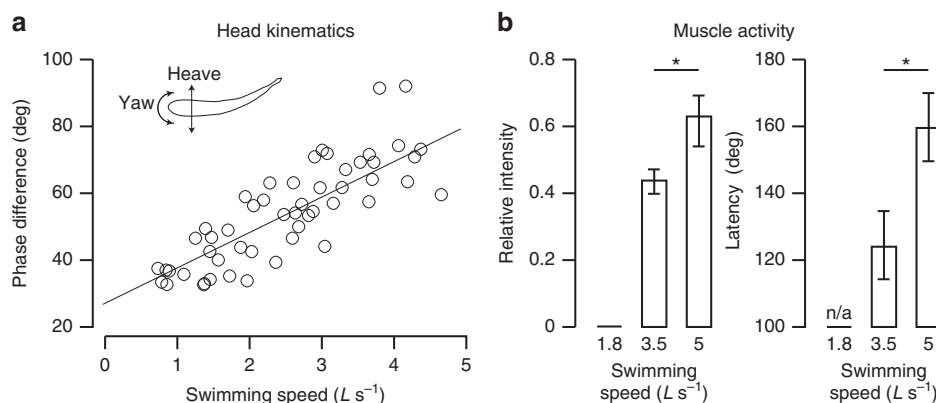 a
Head kinematics
100
80
60
40
20
Phase difference (deg)
Heave
Yaw
0 1 2 3 4 5
Swimming speed (L s⁻¹)
b
Muscle activity
0.8
0.6
0.4
0.2
0
Relative intensity
*
1.8 3.5 5
Swimming
speed (L s⁻¹)
180
160
140
120
100
Latency (deg)
*
n/a
1.8 3.5 5
Swimming
speed (L s⁻¹)